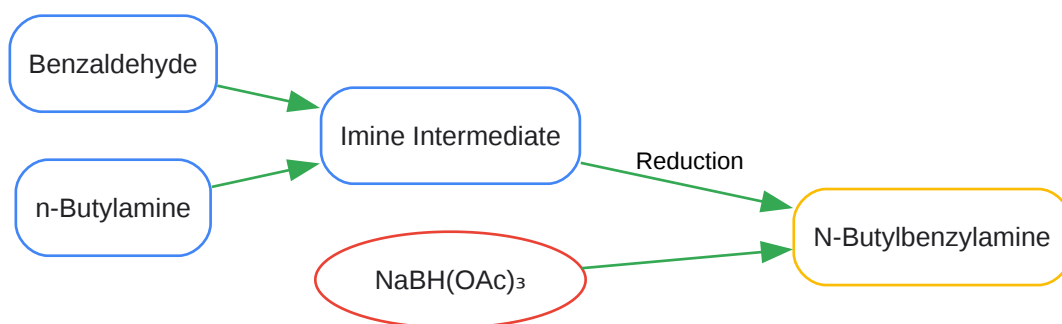 Benzaldehyde
n-Butylamine
Imine Intermediate
Reduction
NaBH(OAc)₃
N-Butylbenzylamine